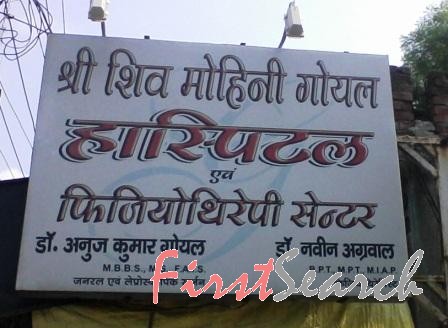 श्री शिव मोहिनी गोयल
हास्पिटल
एवं
फिजियोथिरेपी सेन्टर
डॉ. अनुज कुमार गोयल
डॉ. नवीन अग्रवाल
M.B.B.S.,
M.P.T., M.I.A.P.
जनरल एवं
FirstSearch